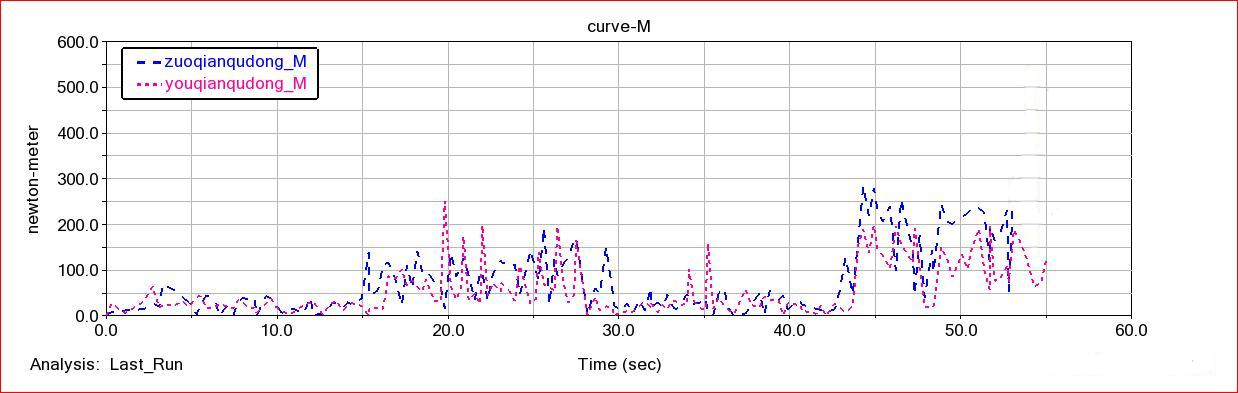 curve-M
600.0
500.0
400.0
300.0
200.0
100.0
0.0
newton-meter
zuoqianqudong_M
youqianqudong_M
0.0 10.0 20.0 30.0 40.0 50.0 60.0
Analysis: Last_Run Time (sec)